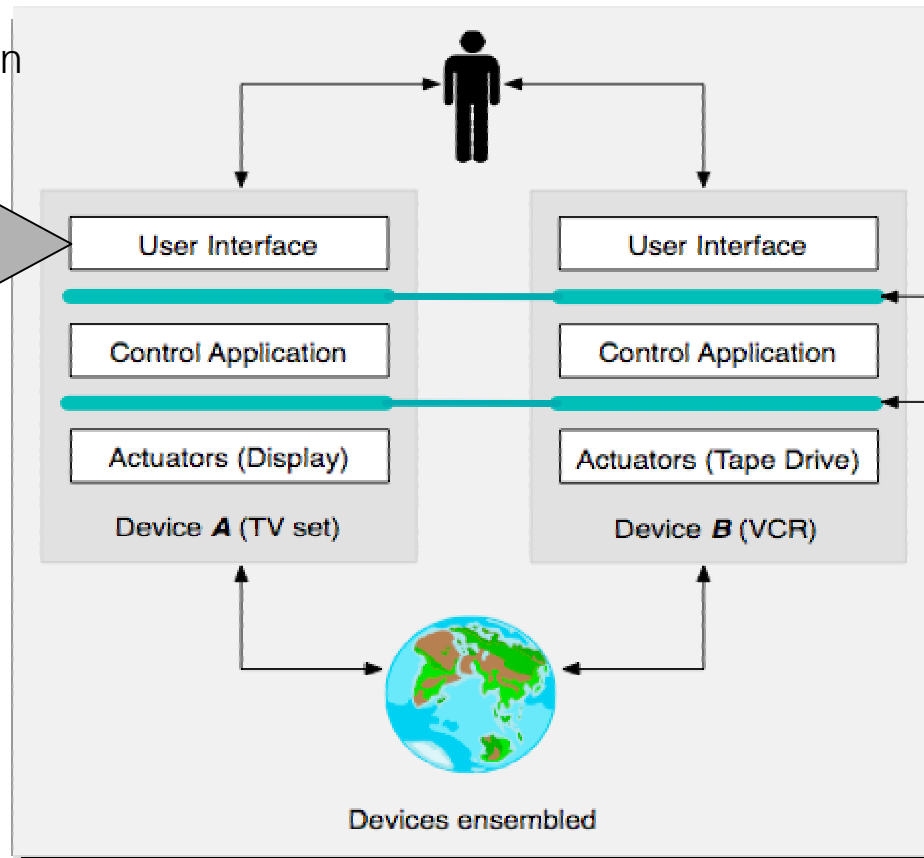 n
User Interface
User Interface
Control Application
Control Application
Actuators (Display)
Actuators (Tape Drive)
Device A (TV set)
Device B (VCR)
Devices ensembled